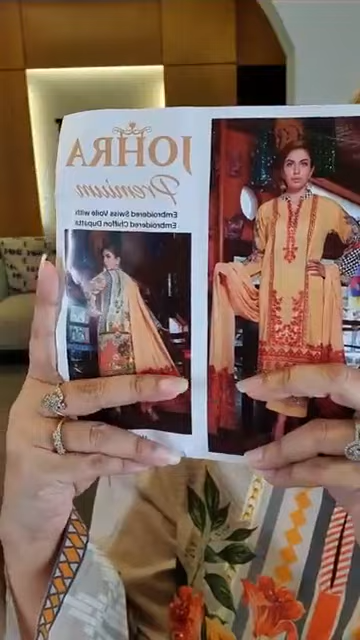 JOHRA
Premium
Embroidered Swiss Voile with
Embroidered Chiffon Dupatta